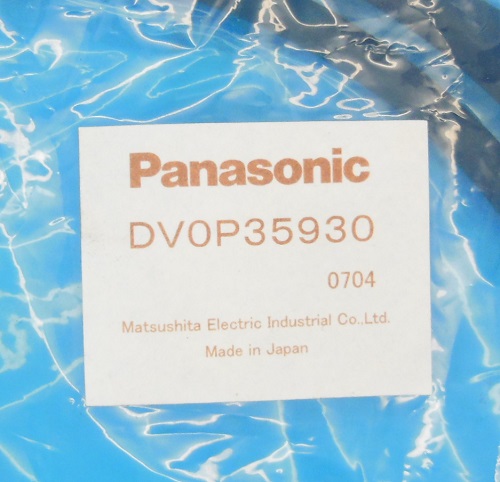 Panasonic
DV0P35930
0704
Matsushita Electric Industrial Co.,Ltd.
Made in Japan